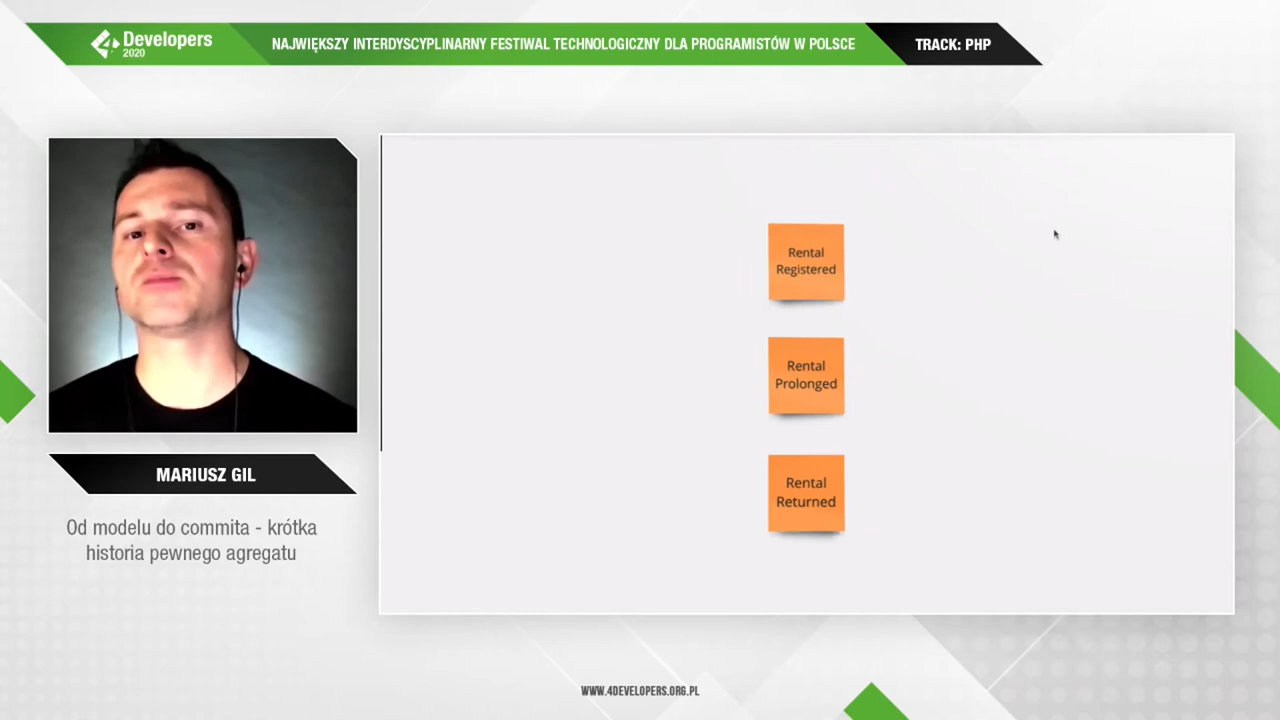 4 Developers
2020
NAJWIĘKSZY INTERDYSCYPLINARNY FESTIWAL TECHNOLOGICZNY DLA PROGRAMISTÓW W POLSCE
TRACK: PHP
Rental
Registered
Rental
Prolonged
Rental
Returned
MARIUSZ GIL
Od modelu do commita - krótka
historia pewnego agregatu
WWW.4DEVELOPERS.ORG.PL